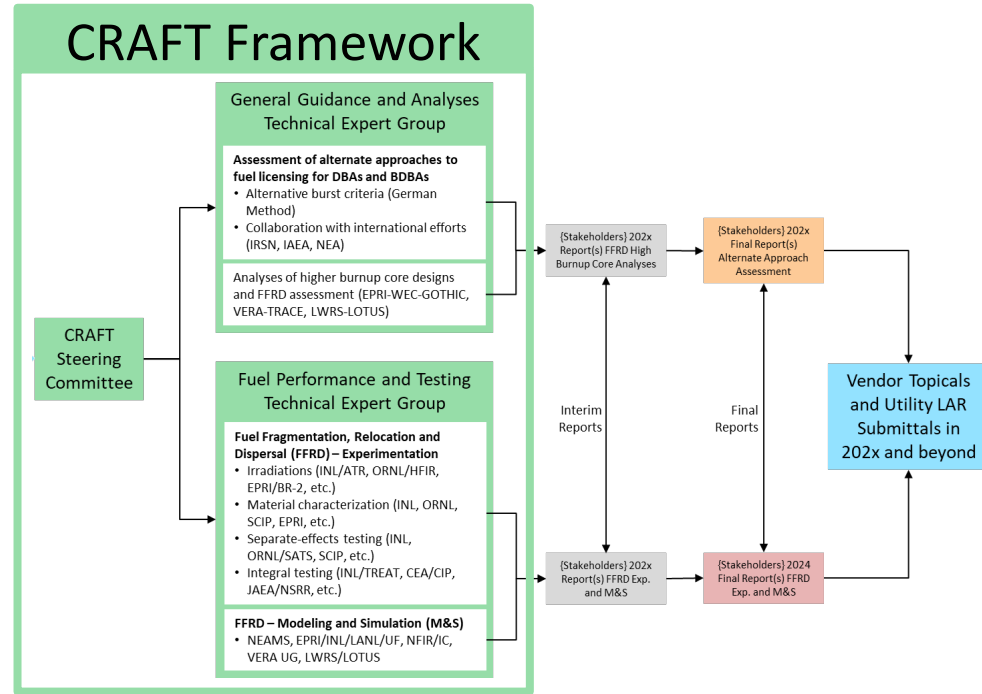 CRAFT Framework
General Guidance and Analyses
Technical Expert Group
Assessment of alternate approaches to
fuel licensing for DBAs and BDBAs
• Alternative burst criteria (German
Method)
• Collaboration with international efforts
(IRSN, IAEA, NEA)
Analyses of higher burnup core designs
and FFRD assessment (EPRI-WEC-GOTHIC,
VERA-TRACE, LWRS-LOTUS)
CRAFT
Steering
Committee
Fuel Performance and Testing
Technical Expert Group
Fuel Fragmentation, Relocation and
Dispersal (FFRD) – Experimentation
• Irradiations (INL/ATR, ORNL/HFIR,
EPRI/BR-2, etc.)
• Material characterization (INL, ORNL,
SCIP, EPRI, etc.)
• Separate-effects testing (INL,
ORNL/SATS, SCIP, etc.)
• Integral testing (INL/TREAT, CEA/CIP,
JAEA/NSRR, etc.)
FFRD – Modeling and Simulation (M&S)
• NEAMS, EPRI/INL/LANL/UF, NFIR/IC,
VERA UG, LWRS/LOTUS
{Stakeholders} 202x
Report(s) FFRD High
Burnup Core Analyses
{Stakeholders} 202x
Final Report(s)
Alternate Approach
Assessment
Interim
Reports
Final
Reports
Vendor Topicals
and Utility LAR
Submittals in
202x and beyond
{Stakeholders} 202x
Report(s) FFRD Exp.
and M&S
{Stakeholders} 2024
Final Report(s) FFRD
Exp. and M&S